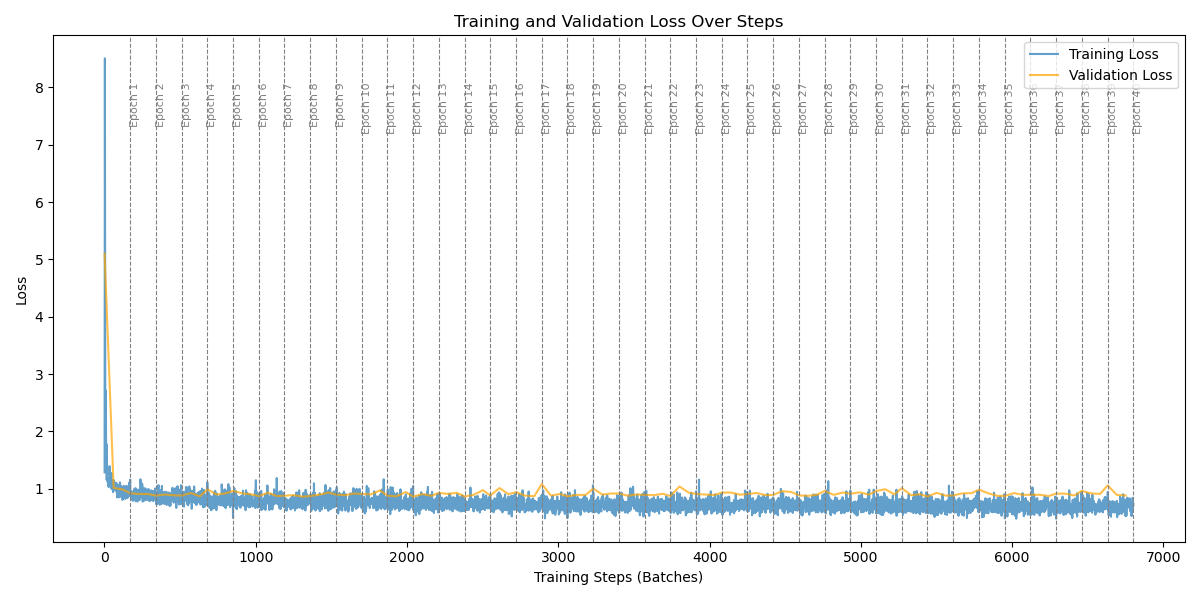 Training and Validation Loss Over Steps
Training Loss
Validation Loss
8
7
6
5
4
3
2
1
Loss
Epoch 1
Epoch 2
Epoch 3
Epoch 4
Epoch 5
Epoch 6
Epoch 7
Epoch 8
Epoch 9
Epoch 10
Epoch 11
Epoch 12
Epoch 13
Epoch 14
Epoch 15
Epoch 16
Epoch 17
Epoch 18
Epoch 19
Epoch 20
Epoch 21
Epoch 22
Epoch 23
Epoch 24
Epoch 25
Epoch 26
Epoch 27
Epoch 28
Epoch 29
Epoch 30
Epoch 31
Epoch 32
Epoch 33
Epoch 34
Epoch 35
Epoch
Epoch
Epoch
Epoch
Epoch
0 1000 2000 3000 4000 5000 6000 7000
Training Steps (Batches)